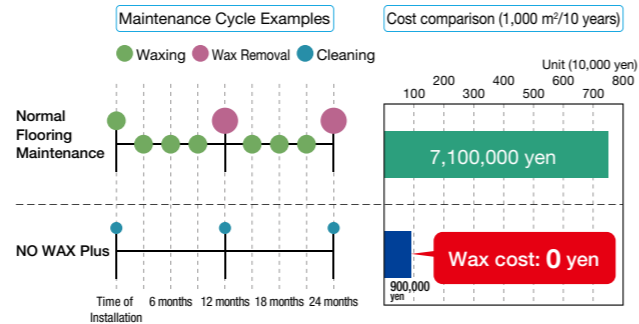 Maintenance Cycle Examples
Cost comparison (1,000 m²/10 years)
Waxing
Wax Removal
Cleaning
Unit (10,000 yen)
200 400 600 800
100 300 500 700
Normal
Flooring
Maintenance
7,100,000 yen
NO WAX Plus
Wax cost: 0 yen
900,000
yen
Time of
Installation
6 months
12 months
18 months
24 months